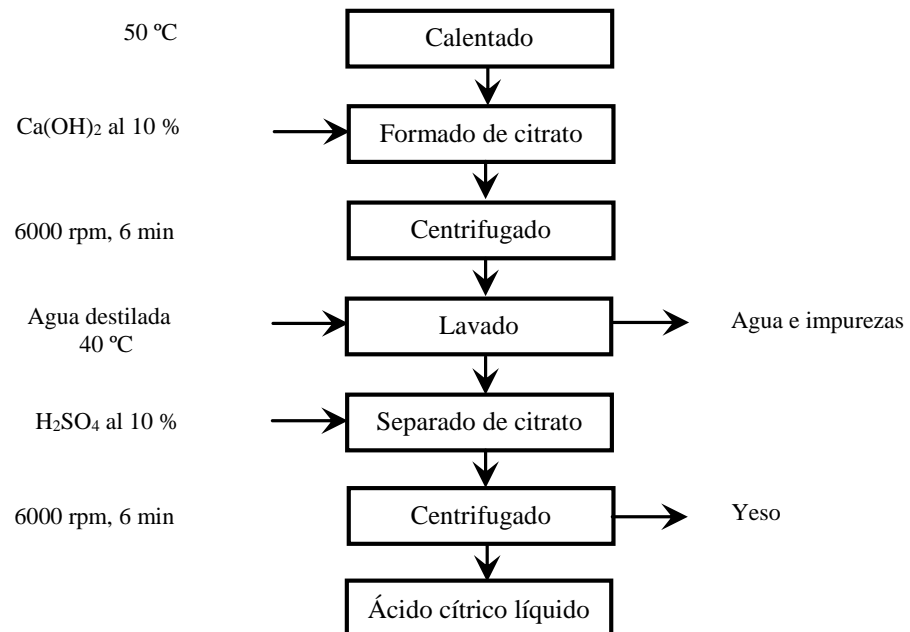 50 ºC
Calentado
Ca(OH)₂ al 10 %
Formado de citrato
6000 rpm, 6 min
Centrifugado
Agua destilada
40 ºC
Lavado
Agua e impurezas
H₂SO₄ al 10 %
Separado de citrato
6000 rpm, 6 min
Centrifugado
Yeso
Ácido cítrico líquido